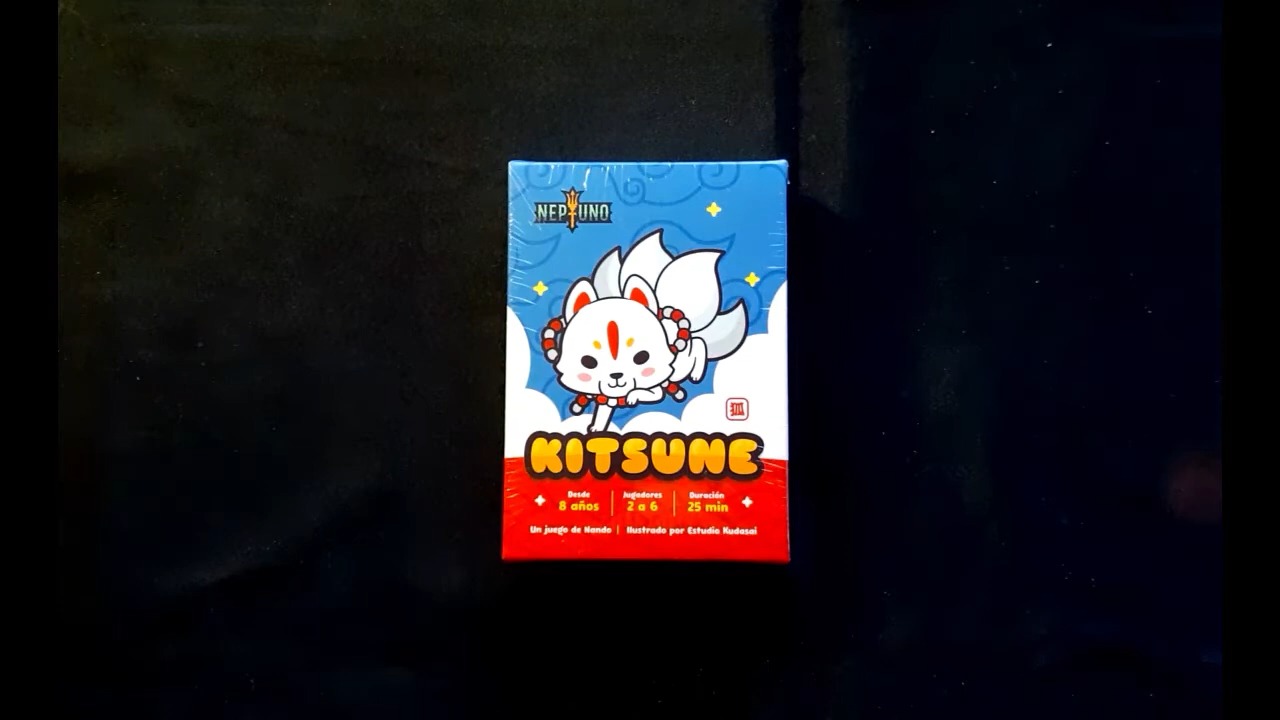 NEPTUNO
KITSUNE
Desde
8 años
Jugadores
2 a 6
Duración
25 min
Un juego de Nando | Ilustrado por Estudio Kudasai